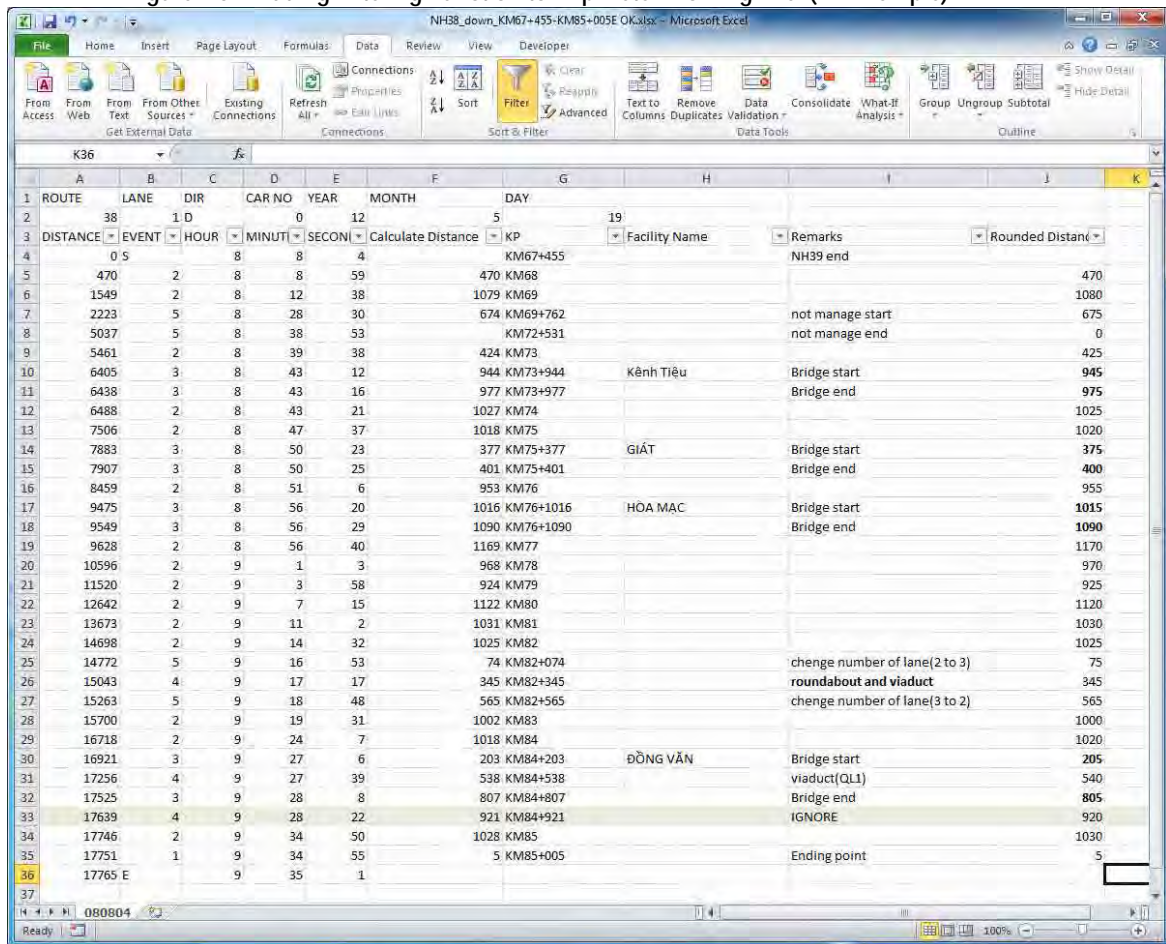 NH38_down_KM67+455-KM85+005E OK.xlsx - Microsoft Excel
File Home Insert Page Layout Formulas Data Review View Developer
From Access
From Web
From Text
From Other Sources
Existing Connections
Get External Data
Refresh All
Connections
Properties
Edit Links
Connections
Sort
Filter
Clear
Reapply
Advanced
Sort & Filter
Text to Columns
Remove Duplicates
Data Validation
Consolidate
What-If Analysis
Data Tools
Group
Ungroup
Subtotal
Show Detail
Hide Detail
Outline
K36 fx
A B C D E F G H I J K
1 ROUTE LANE DIR CAR NO YEAR MONTH DAY
2 38 1 D 0 12 5 19
3 DISTANCE EVENT HOUR MINUT SECON Calculate Distance KP Facility Name Remarks Rounded Distanc
4 0 S 8 8 4 KM67+455 NH39 end
5 470 2 8 8 59 470 KM68 470
6 1549 2 8 12 38 1079 KM69 1080
7 2223 5 8 28 30 674 KM69+762 not manage start 675
8 5037 5 8 38 53 KM72+531 not manage end 0
9 5461 2 8 39 38 424 KM73 425
10 6405 3 8 43 12 944 KM73+944 Kênh Tiệu Bridge start 945
11 6438 3 8 43 16 977 KM73+977 Bridge end 975
12 6488 2 8 43 21 1027 KM74 1025
13 7506 2 8 47 37 1018 KM75 1020
14 7883 3 8 50 23 377 KM75+377 GIÁT Bridge start 375
15 7907 3 8 50 25 401 KM75+401 Bridge end 400
16 8459 2 8 51 6 953 KM76 955
17 9475 3 8 56 20 1016 KM76+1016 HÒA MẠC Bridge start 1015
18 9549 3 8 56 29 1090 KM76+1090 Bridge end 1090
19 9628 2 8 56 40 1169 KM77 1170
20 10596 2 9 1 3 968 KM78 970
21 11520 2 9 3 58 924 KM79 925
22 12642 2 9 7 15 1122 KM80 1120
23 13673 2 9 11 2 1031 KM81 1030
24 14698 2 9 14 32 1025 KM82 1025
25 14772 5 9 16 53 74 KM82+074 chenge number of lane(2 to 3) 75
26 15043 4 9 17 17 345 KM82+345 roundabout and viaduct 345
27 15263 5 9 18 48 565 KM82+565 chenge number of lane(3 to 2) 565
28 15700 2 9 19 31 1002 KM83 1000
29 16718 2 9 24 7 1018 KM84 1020
30 16921 3 9 27 6 203 KM84+203 ĐỒNG VĂN Bridge start 205
31 17256 4 9 27 39 538 KM84+538 viaduct(QL1) 540
32 17525 3 9 28 8 807 KM84+807 Bridge end 805
33 17639 4 9 28 22 921 KM84+921 IGNORE 920
34 17746 2 9 34 50 1028 KM85 1030
35 17751 1 9 34 55 5 KM85+005 Ending point 5
36 17765 E 9 35 1
37
080804
Ready 100%